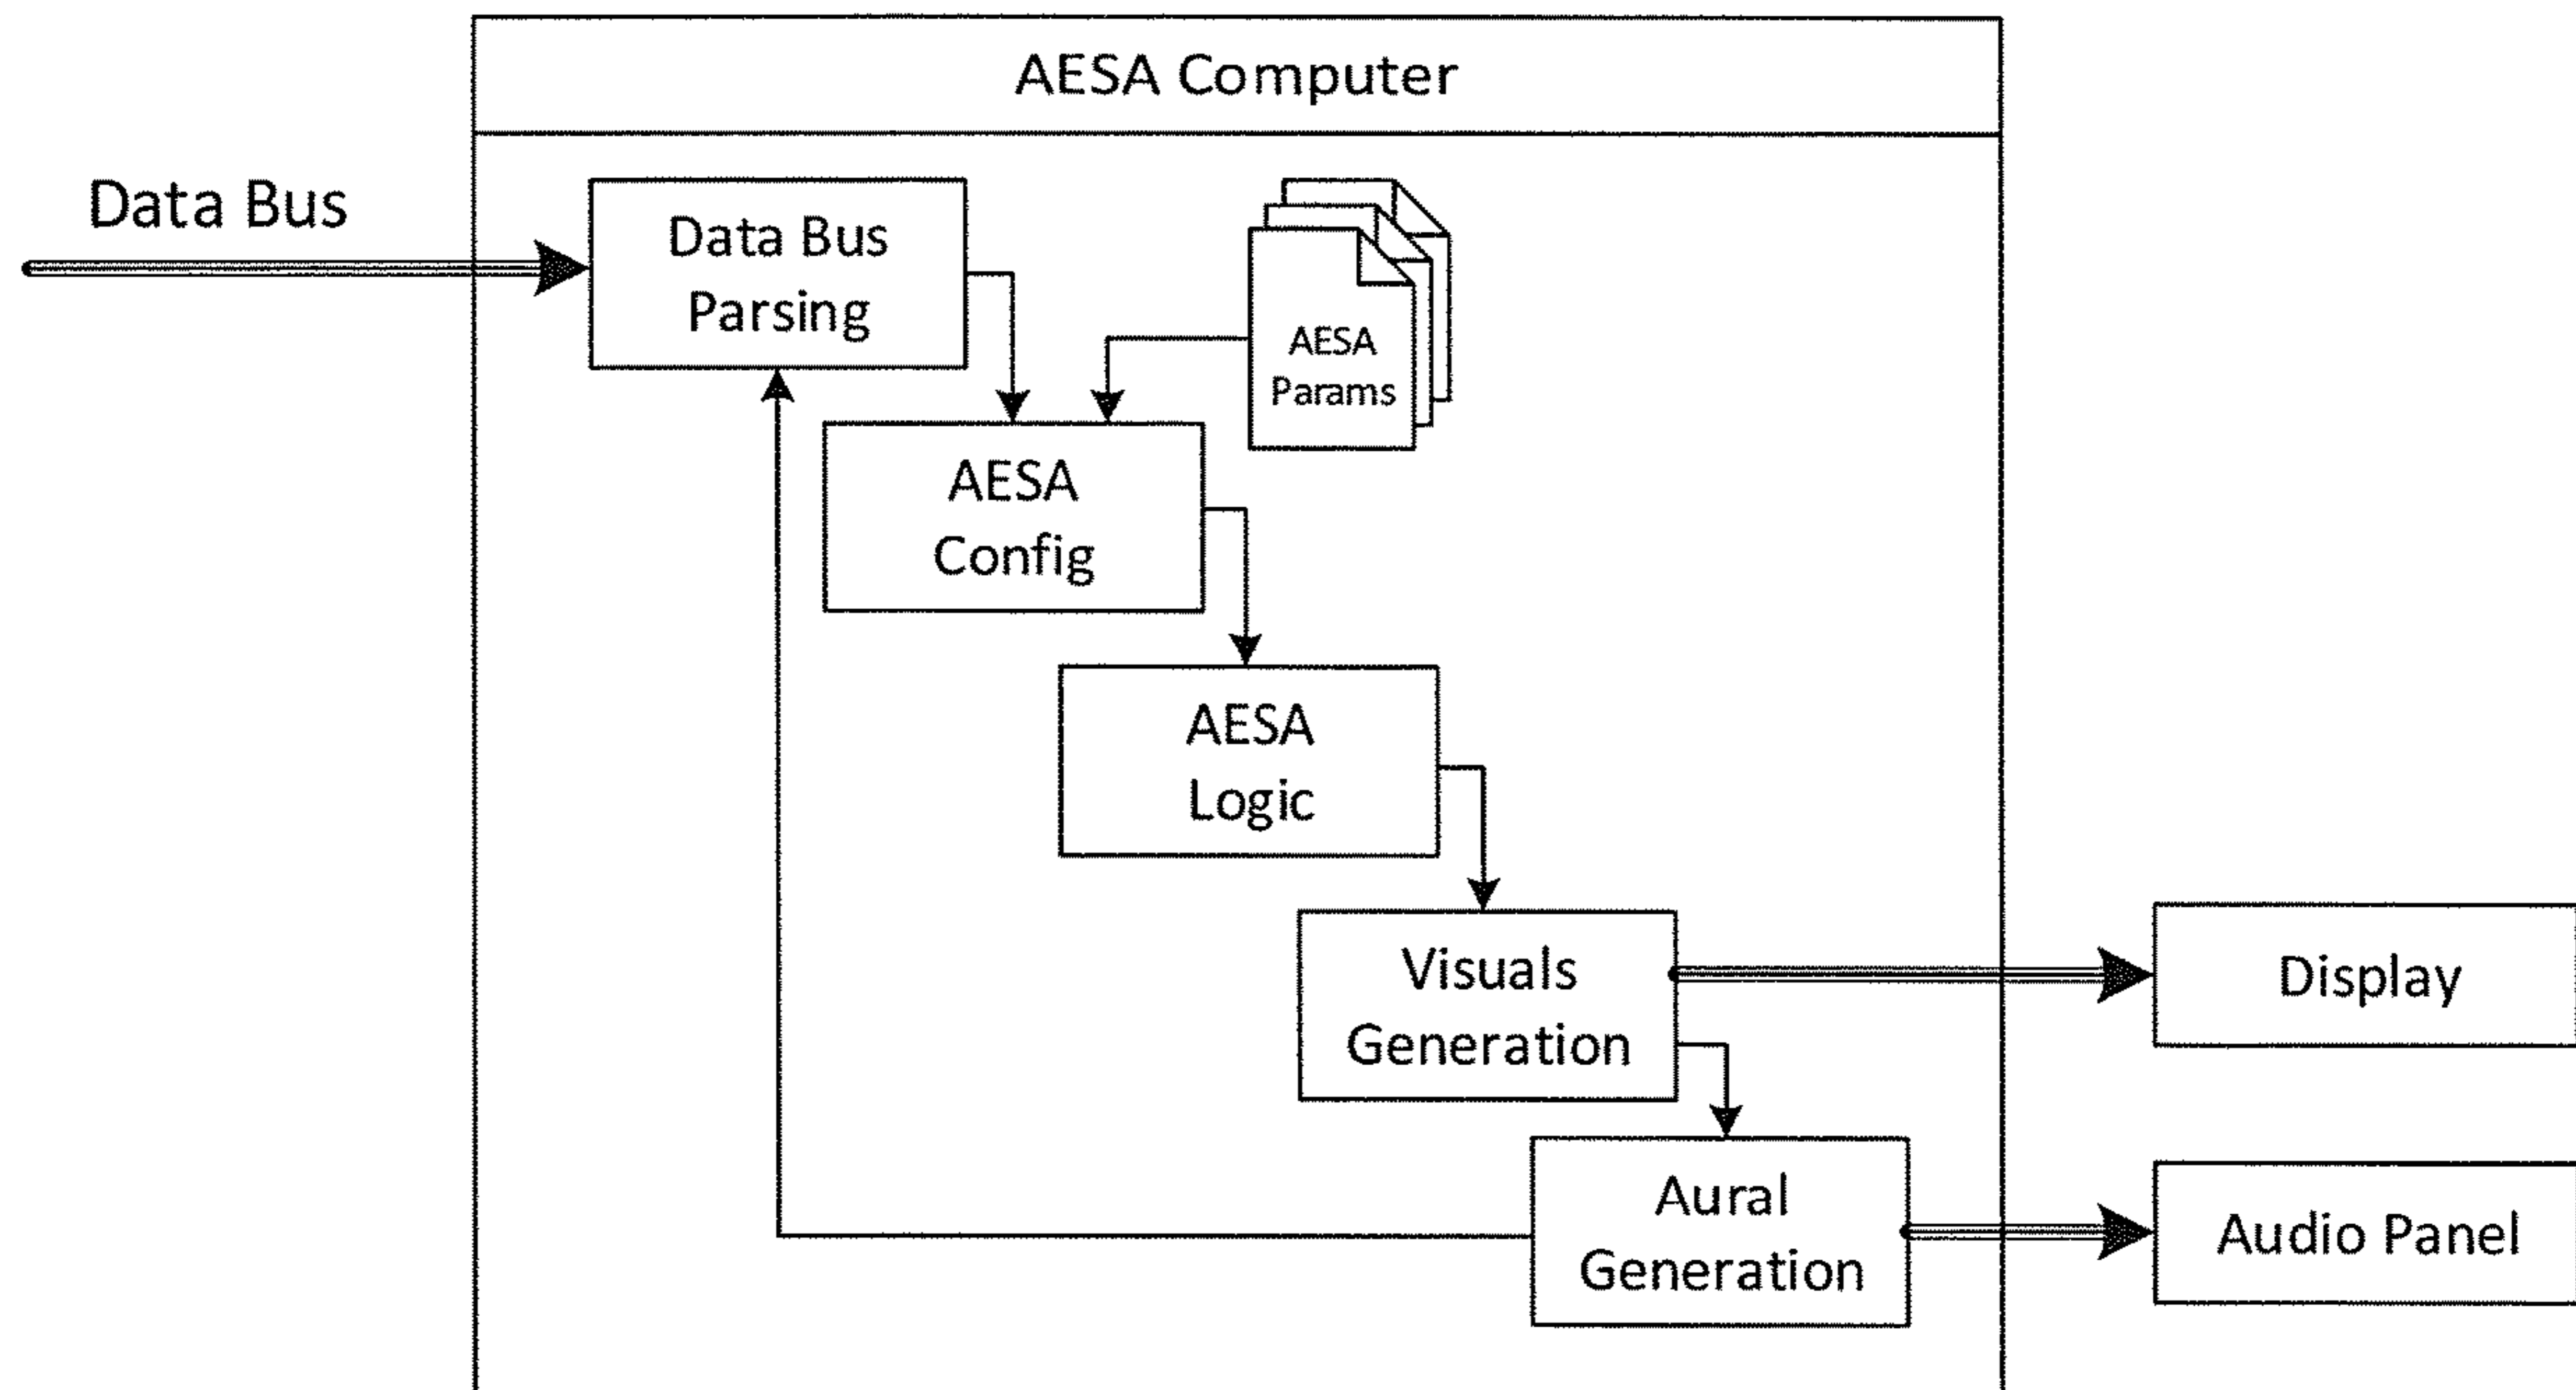 AESA Computer
Data Bus
Data Bus
Parsing
AESA
Params
AESA
Config
AESA
Logic
Visuals
Generation
Display
Aural
Generation
Audio Panel